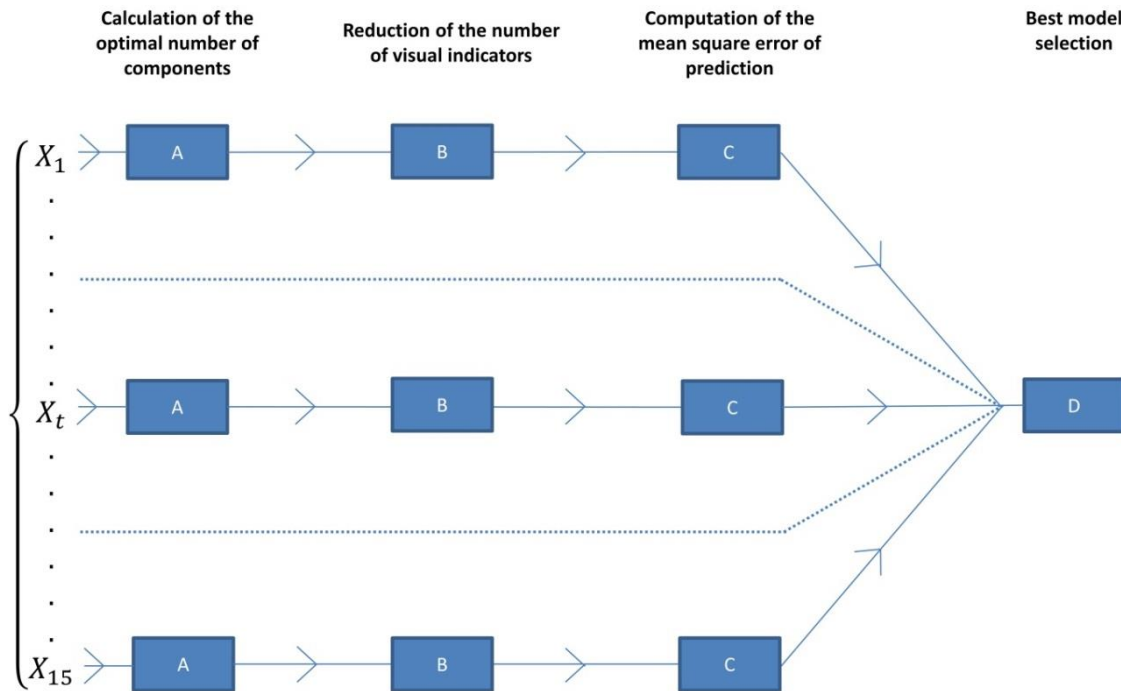 Calculation of the
optimal number of
components
Reduction of the number
of visual indicators
Computation of the
mean square error of
prediction
Best model
selection
X₁ A B C
.
.
.
.
.
.
X_t A B C D
.
.
.
.
.
.
X₁₅ A B C